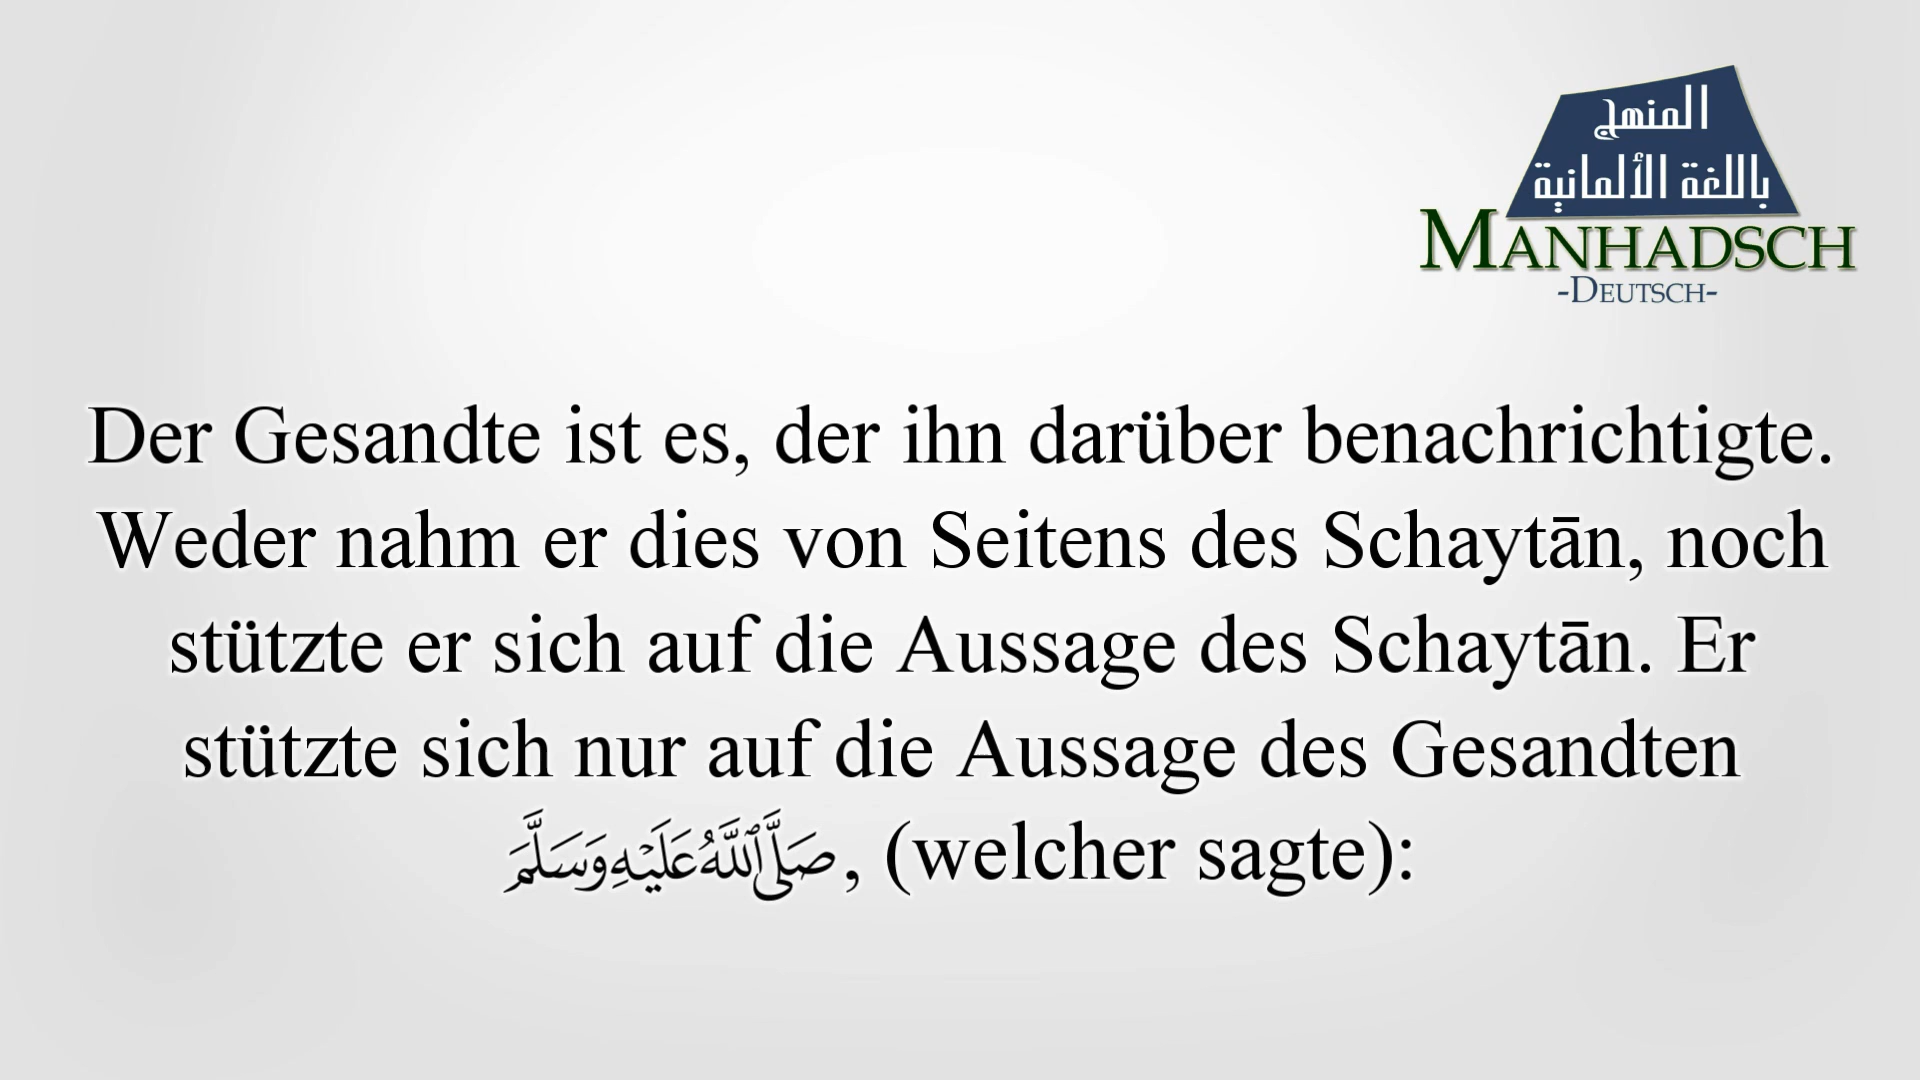 المنهج
باللغة الألمانية
MANHADSCH
-DEUTSCH-
Der Gesandte ist es, der ihn darüber benachrichtigte.
Weder nahm er dies von Seitens des Schaytān, noch
stützte er sich auf die Aussage des Schaytān. Er
stützte sich nur auf die Aussage des Gesandten
صَلَّى ٱللَّهُ عَلَيْهِ وَسَلَّمَ, (welcher sagte):